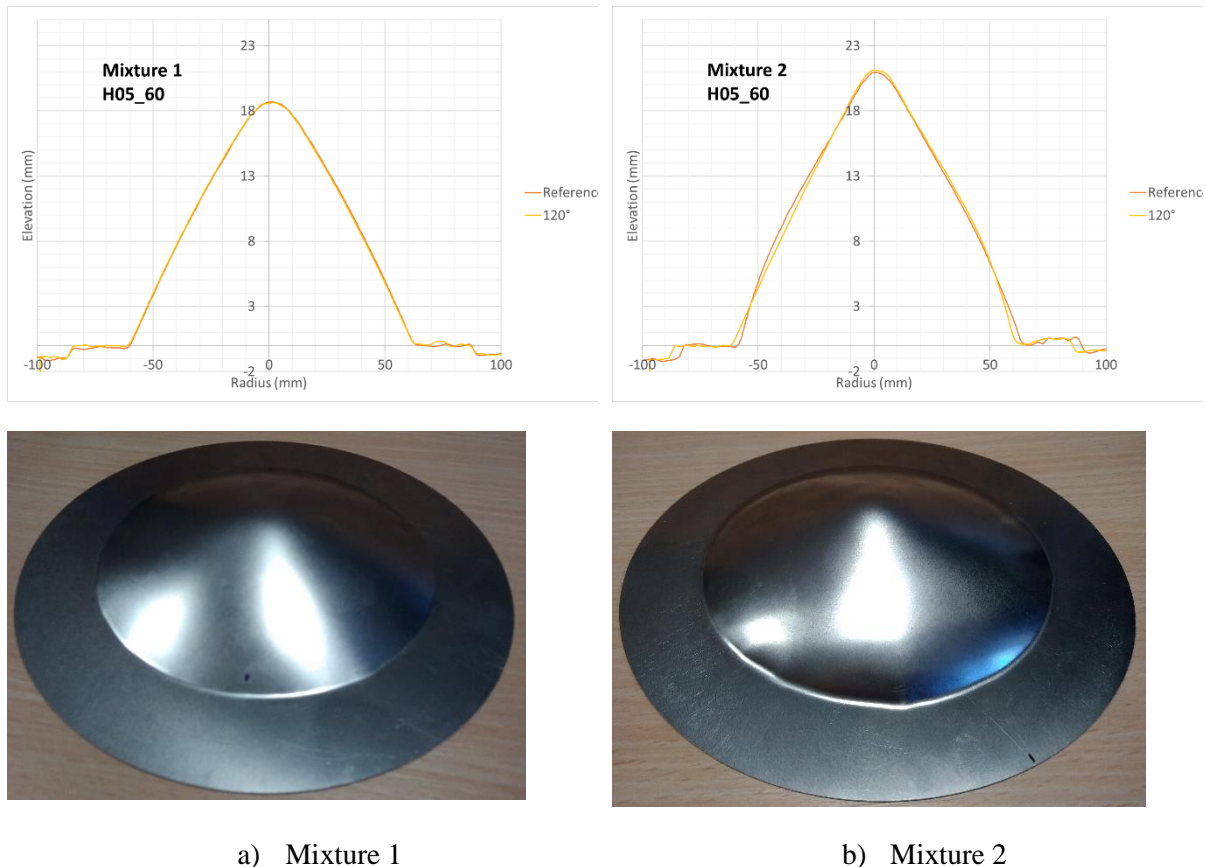 Mixture 1
H05_60
23
18
13
8
3
-2
-100
-50
0
50
100
Elevation (mm)
Radius (mm)
Referenc
120°
Mixture 2
H05_60
23
18
13
8
3
-2
-100
-50
0
50
100
Elevation (mm)
Radius (mm)
Referenc
120°
a) Mixture 1
b) Mixture 2